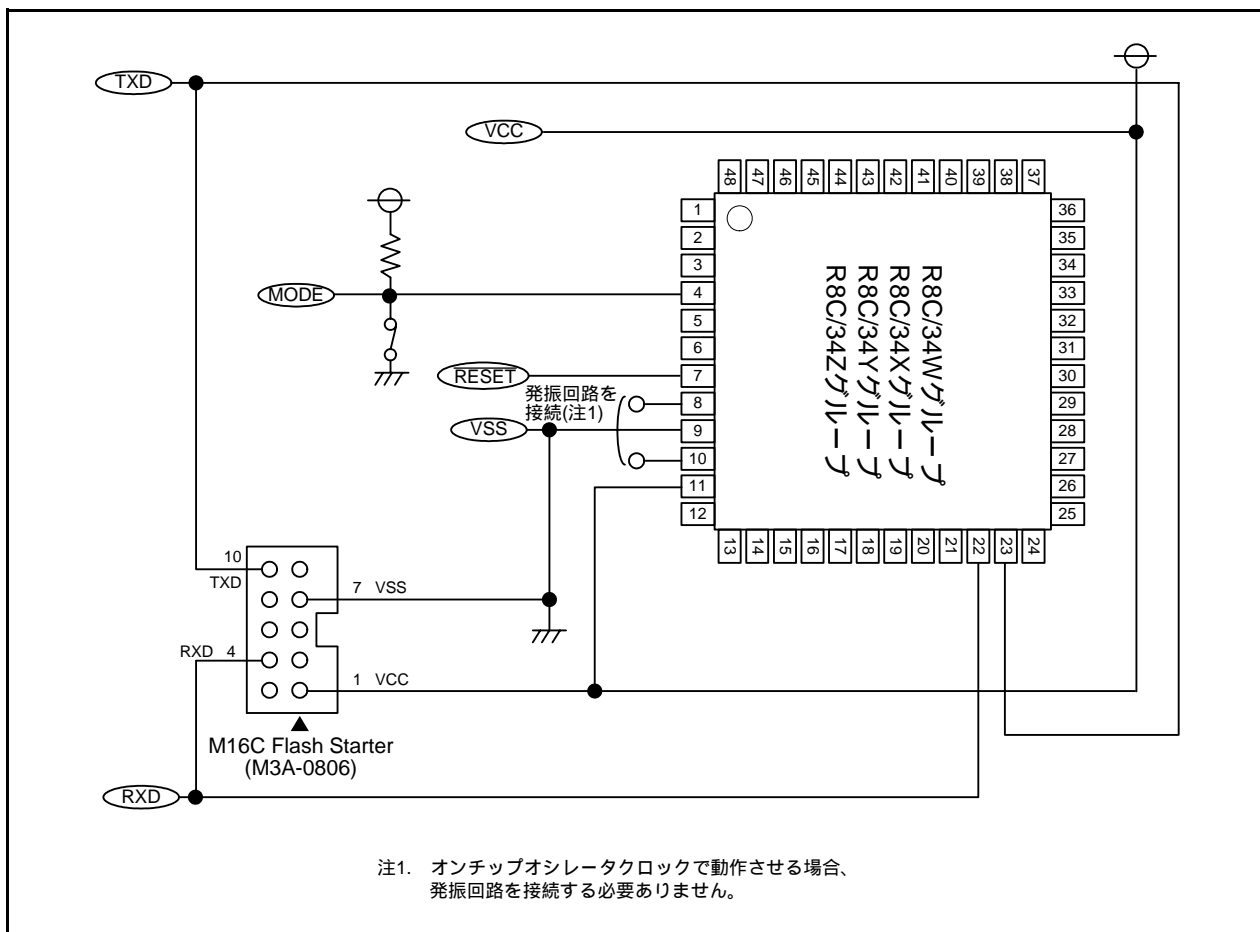 TXD
VCC
48 47 46 45 44 43 42 41 40 39 38 37
MODE
RESET
発振回路を
接続(注1)
VSS
1
2
3
4
5
6
7
8
9
10
11
12
R8C/34Wグループ
R8C/34Xグループ
R8C/34Yグループ
R8C/34Zグループ
36
35
34
33
32
31
30
29
28
27
26
25
13 14 15 16 17 18 19 20 21 22 23 24
10
TXD
7 VSS
RXD 4
1 VCC
M16C Flash Starter
(M3A-0806)
RXD
注1. オンチップオシレータクロックで動作させる場合、
発振回路を接続する必要ありません。